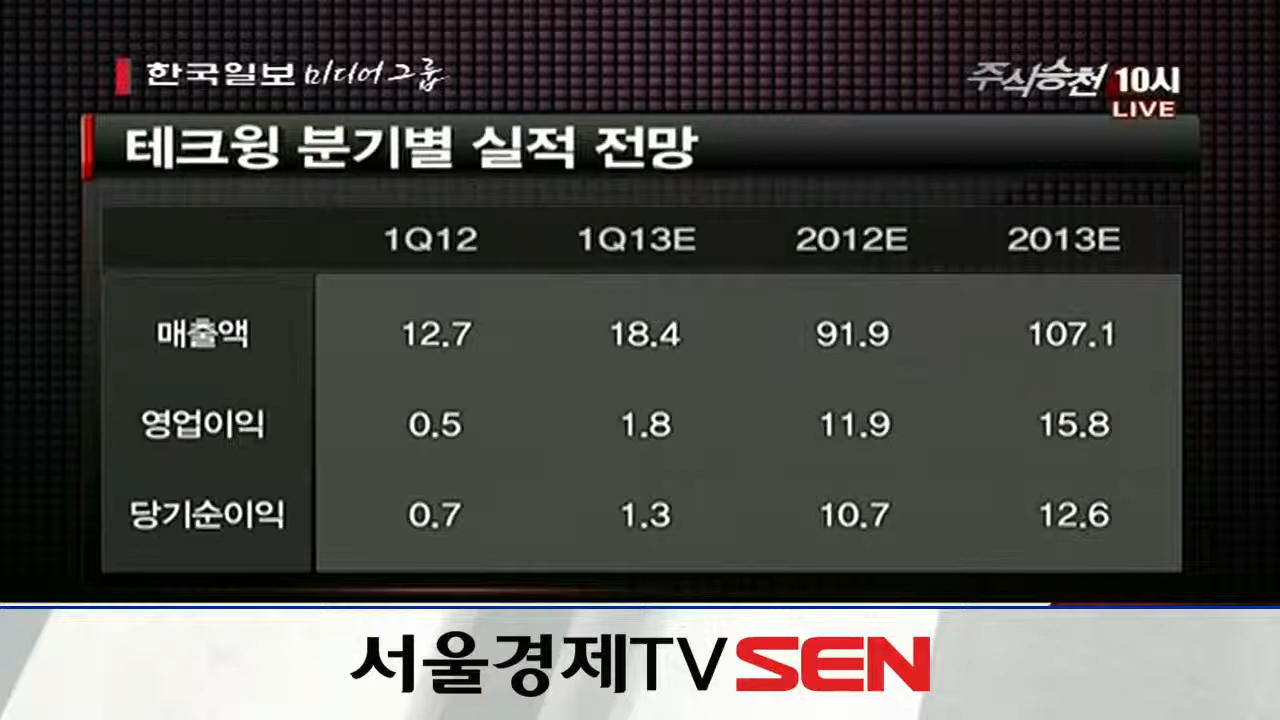 한국일보 미디어그룹
주식승천 10시
LIVE
테크윙 분기별 실적 전망
1Q12 1Q13E 2012E 2013E
매출액 12.7 18.4 91.9 107.1
영업이익 0.5 1.8 11.9 15.8
당기순이익 0.7 1.3 10.7 12.6
서울경제TV SEN